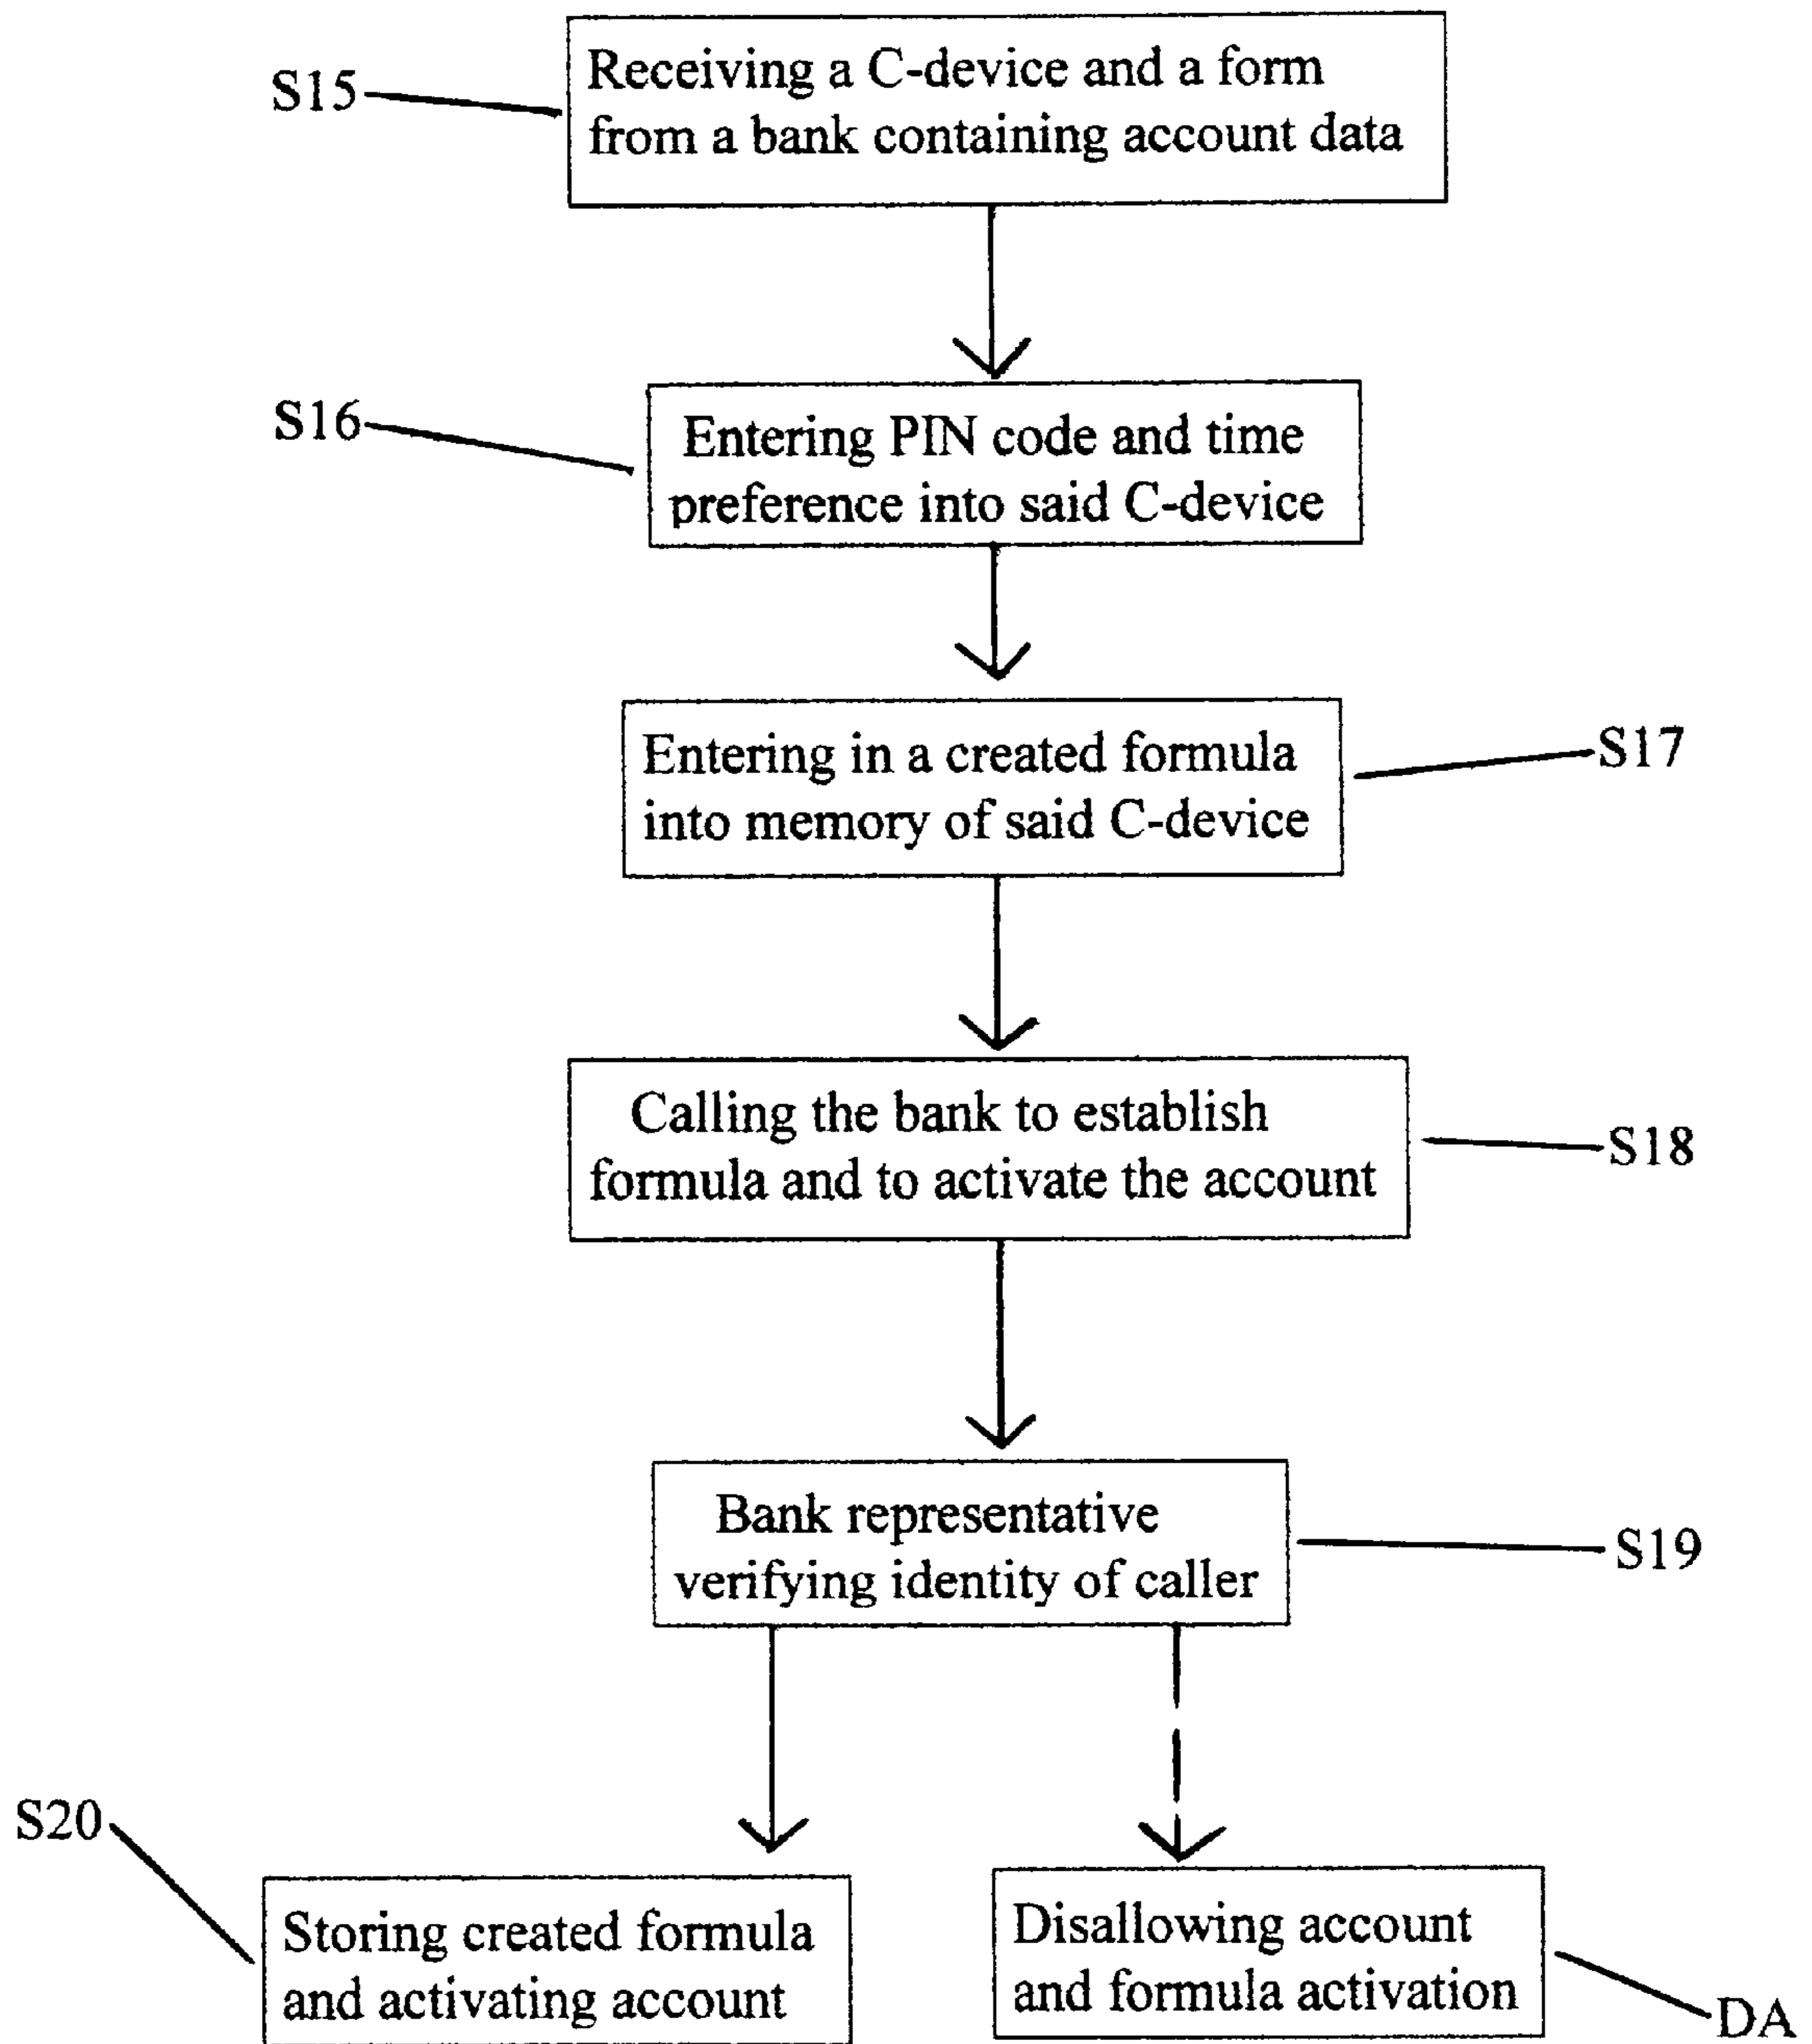 S15
Receiving a C-device and a form
from a bank containing account data
S16
Entering PIN code and time
preference into said C-device
Entering in a created formula
into memory of said C-device
S17
Calling the bank to establish
formula and to activate the account
S18
Bank representative
verifying identity of caller
S19
S20
Storing created formula
and activating account
Disallowing account
and formula activation
DA